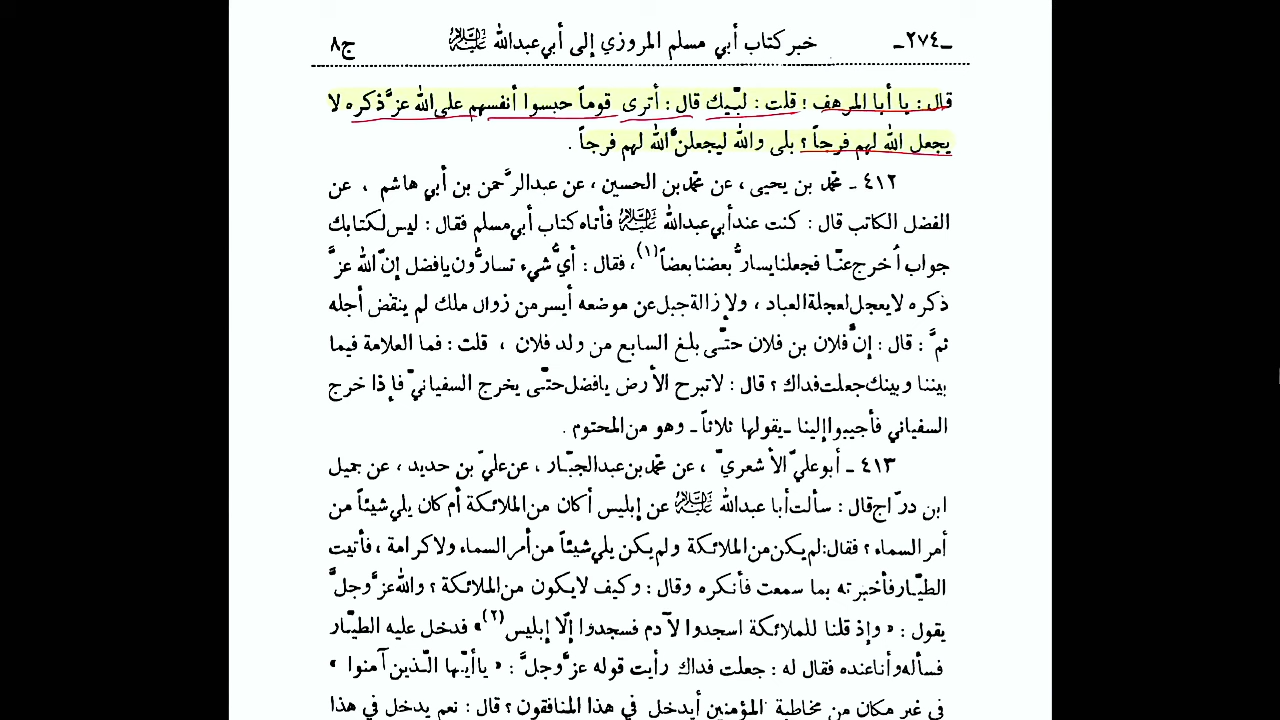 ـ٢٧٤ـ خبر كتاب أبي مسلم المروزي إلى أبي عبدالله عليه السلام ج٨
قال : يا أبا المرهف ! قلت : لبّيك قال : أترى قوماً حبسوا أنفسهم على الله عزّ ذكره لا
يجعل الله لهم فرجاً ؟ بلى والله ليجعلنّ الله لهم فرجاً .
٤١٢ ـ محمّد بن يحيى ، عن محمّد بن الحسين ، عن عبدالرَّحمن بن أبي هاشم ، عن
الفضل الكاتب قال : كنت عند أبي عبدالله عليه السلام فأتاه كتاب أبي مسلم فقال : ليس لكتابك
جواب أُخرج عنّا فجعلنا يسارُّ بعضنا بعضاً (١) ، فقال : أيُّ شيء تسارُّون يا فضل إنَّ الله عزَّ
ذكره لا يعجل لعجلة العباد ، ولإزالة جبل عن موضعه أيسر من زوال ملك لم ينقض أجله
ثمَّ : قال : إنَّ فلان بن فلان حتّى بلغ السابع من ولد فلان ، قلت : فما العلامة فيما
بيننا وبينك جعلت فداك ؟ قال : لا تبرح الأرض يا فضل حتّى يخرج السفيانيّ فإذا خرج
السفياني فأجيبوا إلينا ـ يقولها ثلاثاً ـ وهو من المحتوم .
٤١٣ ـ أبو عليّ الأشعريّ ، عن محمّد بن عبدالجبّار ، عن عليّ بن حديد ، عن جميل
ابن درّاج قال : سألت أبا عبدالله عليه السلام عن إبليس أكان من الملائكة أم كان يلي شيئاً من
أمر السماء ؟ فقال: لم يكن من الملائكة ولم يكن يلي شيئاً من أمر السماء ولا كرامة ، فأتيت
الطيّار فأخبرته بما سمعت فأنكره وقال : وكيف لا يكون من الملائكة ؟ والله عزَّ وجلَّ
يقول : « وإذ قلنا للملائكة اسجدوا لآدم فسجدوا إلّا إبليس (٢) » فدخل عليه الطيّار
فسأله وأنا عنده فقال له : جعلت فداك رأيت قوله عزَّ وجلَّ : « يا أيّها الّذين آمنوا »
في غير مكان من مخاطبة المؤمنين أيدخل في هذا المنافقون ؟ قال : نعم يدخل في هذا